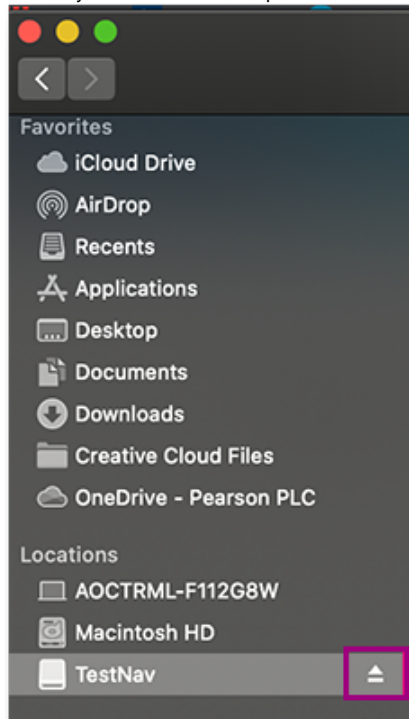 Favorites
iCloud Drive
AirDrop
Recents
Applications
Desktop
Documents
Downloads
Creative Cloud Files
OneDrive - Pearson PLC
Locations
AOCTRML-F112G8W
Macintosh HD
TestNav